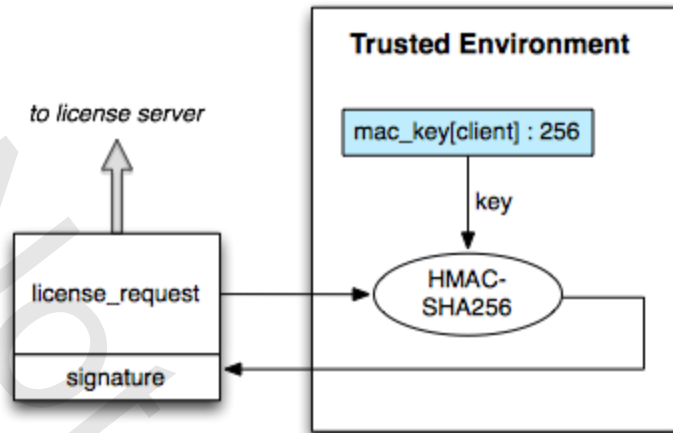 Trusted Environment
to license server
mac_key[client] : 256
key
license_request
HMAC-
SHA256
signature